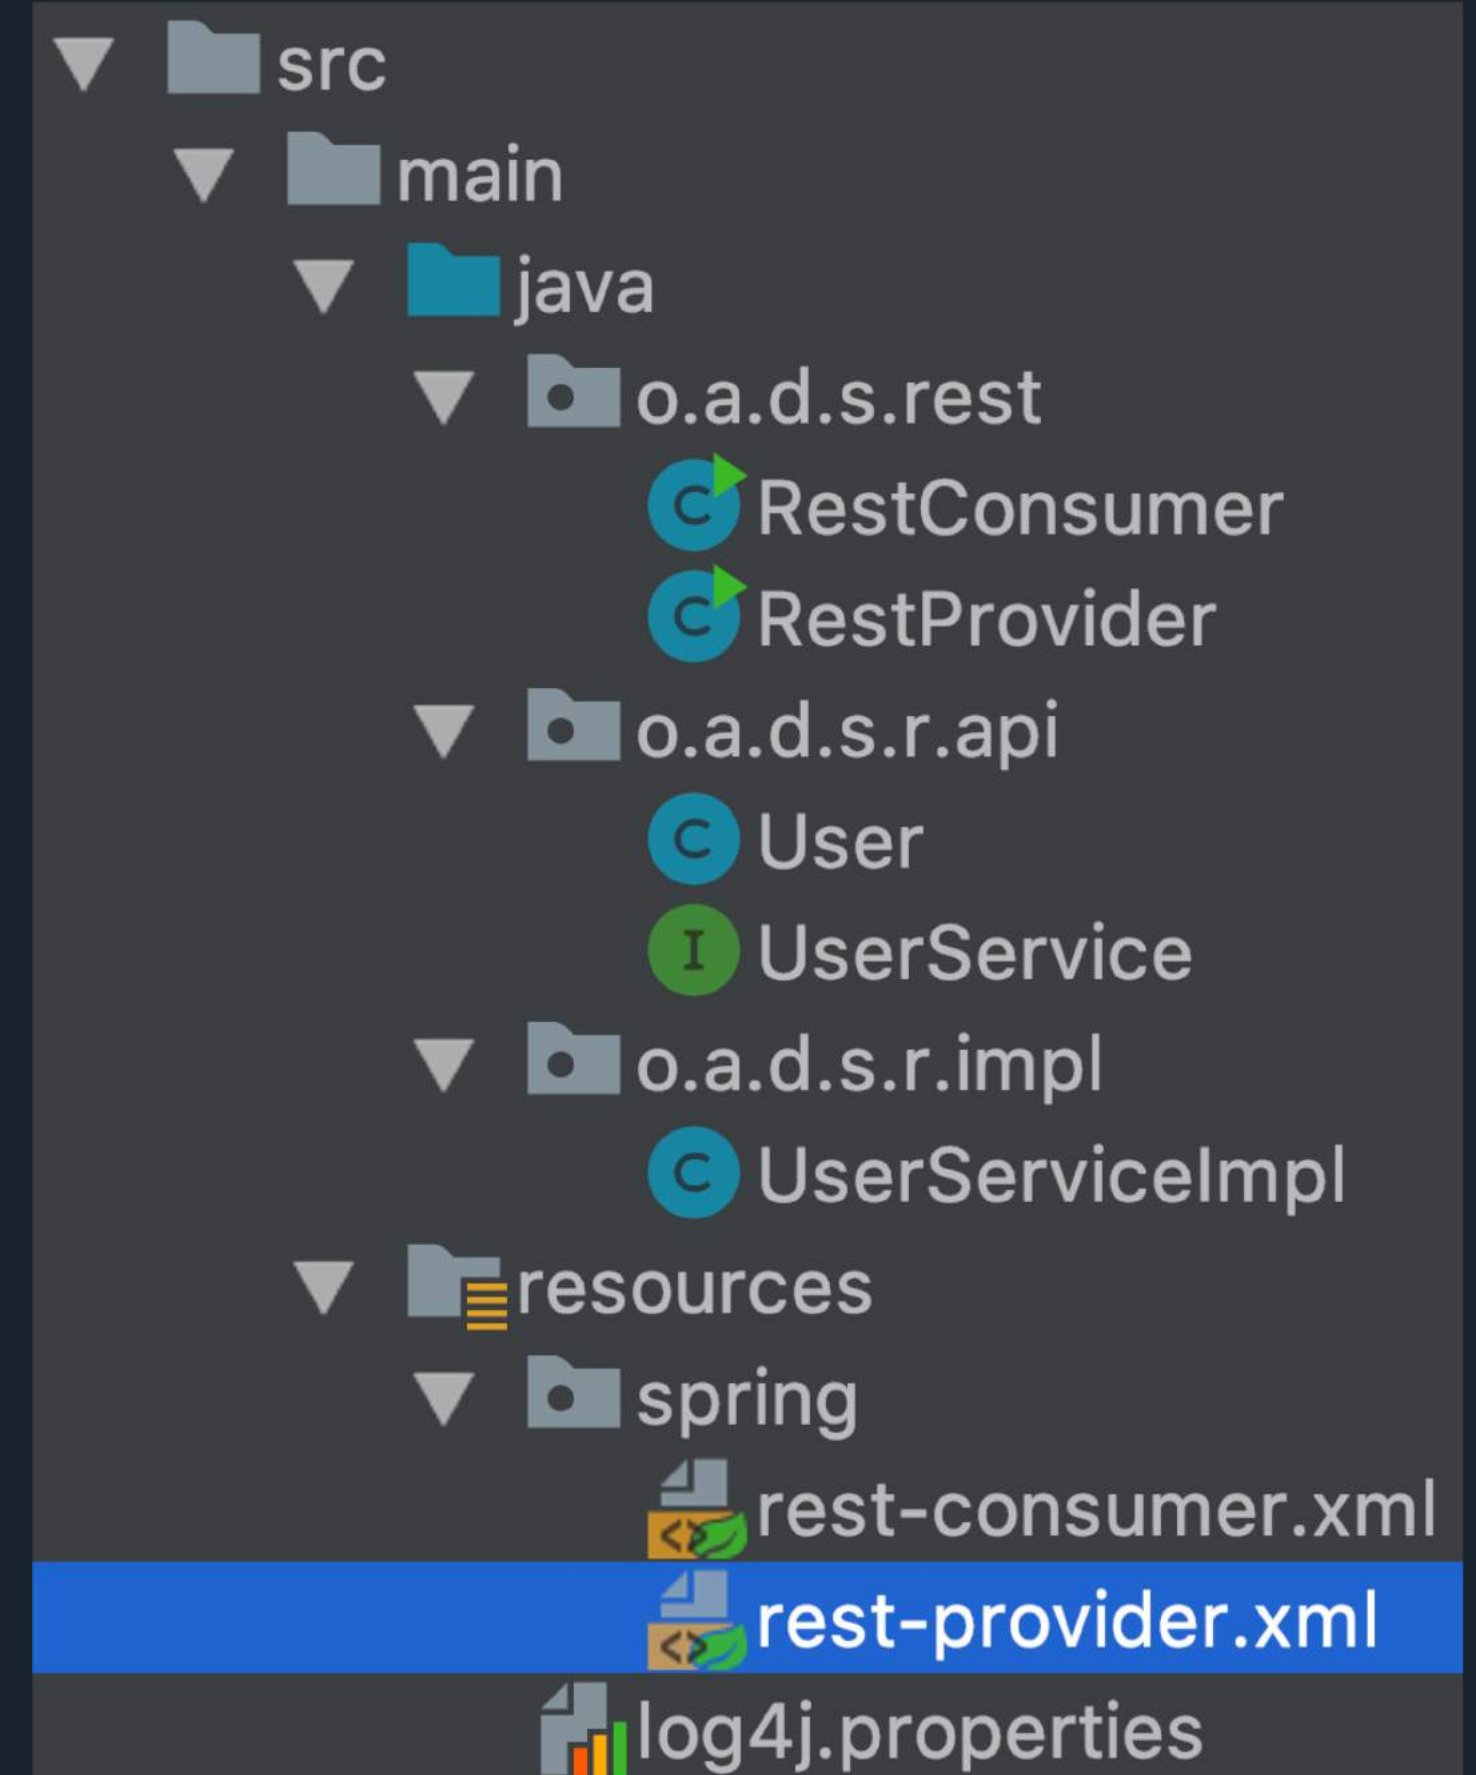 src
main
java
o.a.d.s.rest
RestConsumer
RestProvider
o.a.d.s.r.api
User
UserService
o.a.d.s.r.impl
UserServiceImpl
resources
spring
rest-consumer.xml
rest-provider.xml
log4j.properties